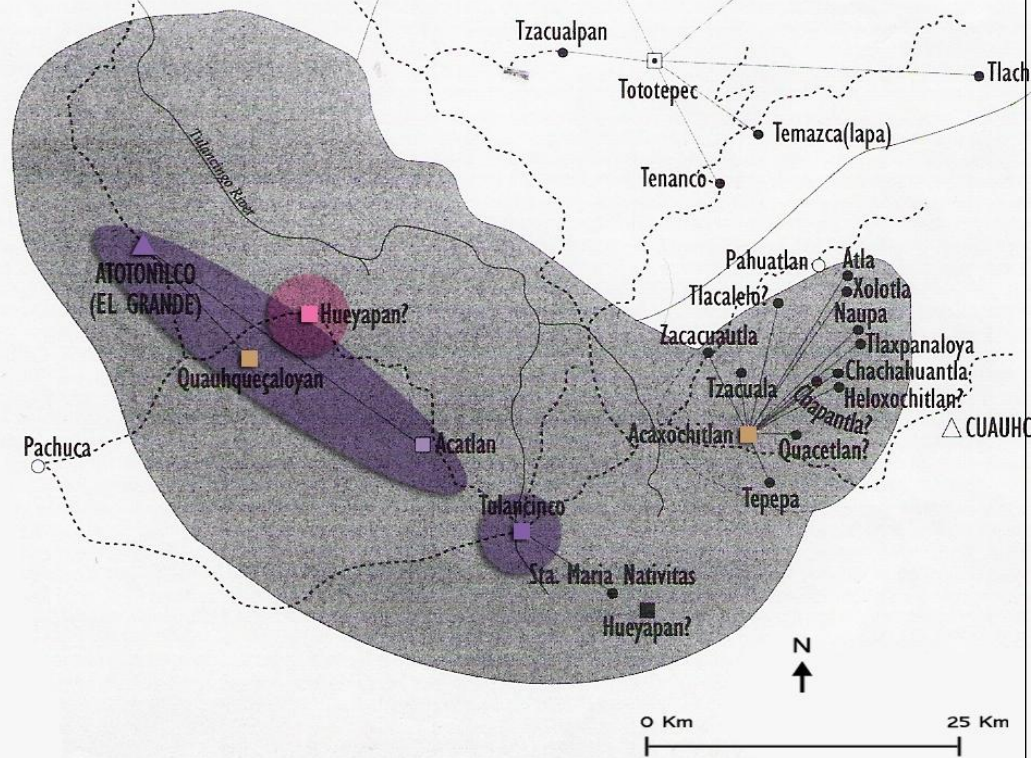 Tzacualpan
Tototepec
Tlach
Temazca(lapa)
Tenanco
Tulancingo River
Pahuatlan
Atla
Xolotla
Tlacalelo?
Naupa
ATOTONILCO
(EL GRANDE)
Hueyapan?
Zacacuautla
Tlaxpanaloya
Quauhqueçaloyan
Tzacuala
Chachahuantla
Heloxochitlan?
Chapantla?
Acaxochitlan
CUAUHC
Pachuca
Acatlan
Quacetlan?
Tepepa
Tulancinco
Sta. Maria Nativitas
Hueyapan?
N
0 Km
25 Km